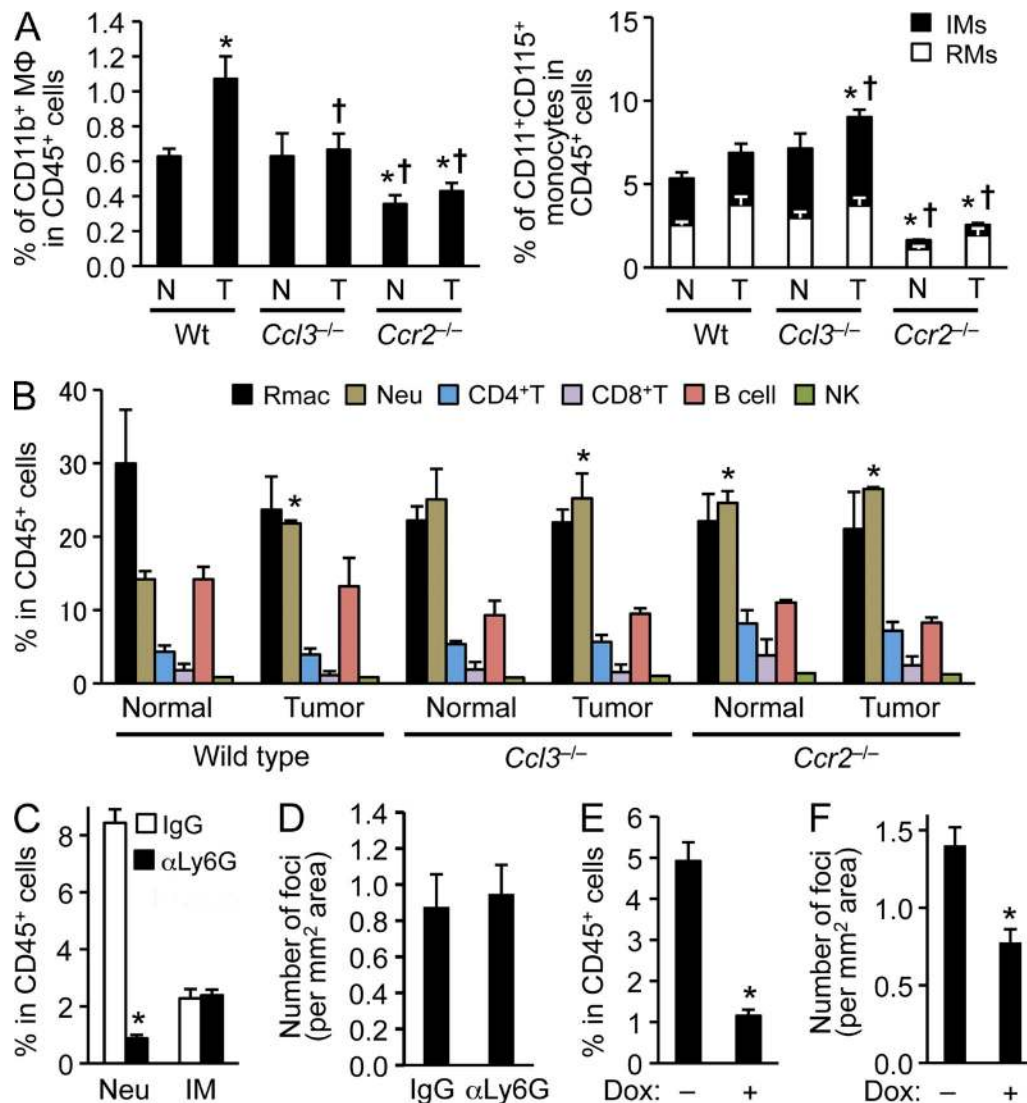 A
% of CD11b⁺ MΦ
in CD45⁺ cells
1.4
1.2
1.0
0.8
0.6
0.4
0.2
0.0
*
†
*†
*†
N T N T N T
Wt Ccl3⁻/⁻ Ccr2⁻/⁻
% of CD11⁺CD115⁺
monocytes in
CD45⁺ cells
15
10
5
0
IMs
RMs
*†
*†
*†
N T N T N T
Wt Ccl3⁻/⁻ Ccr2⁻/⁻
B
% in CD45⁺ cells
40
30
20
10
0
Rmac Neu CD4⁺T CD8⁺T B cell NK
*
*
*
*
Normal Tumor Normal Tumor Normal Tumor
Wild type Ccl3⁻/⁻ Ccr2⁻/⁻
C
% in CD45⁺ cells
8
6
4
2
0
IgG
αLy6G
*
Neu IM
D
Number of foci
(per mm² area)
1.4
1.2
1.0
0.8
0.6
0.4
0.2
0.0
IgG αLy6G
E
% in CD45⁺ cells
6
5
4
3
2
1
0
*
Dox: – +
F
Number of foci
(per mm² area)
1.5
1.0
0.5
0.0
*
Dox: – +